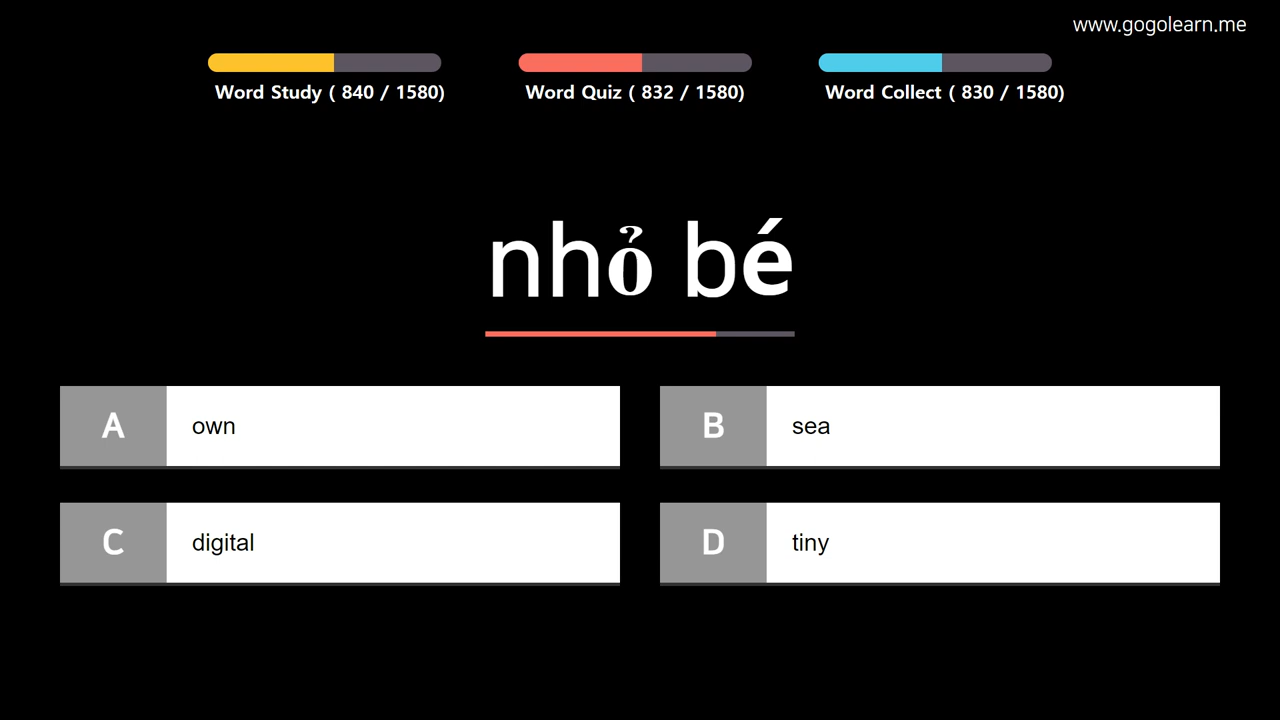 www.gogolearn.me
Word Study ( 840 / 1580)
Word Quiz ( 832 / 1580)
Word Collect ( 830 / 1580)
nhỏ bé
A own
B sea
C digital
D tiny